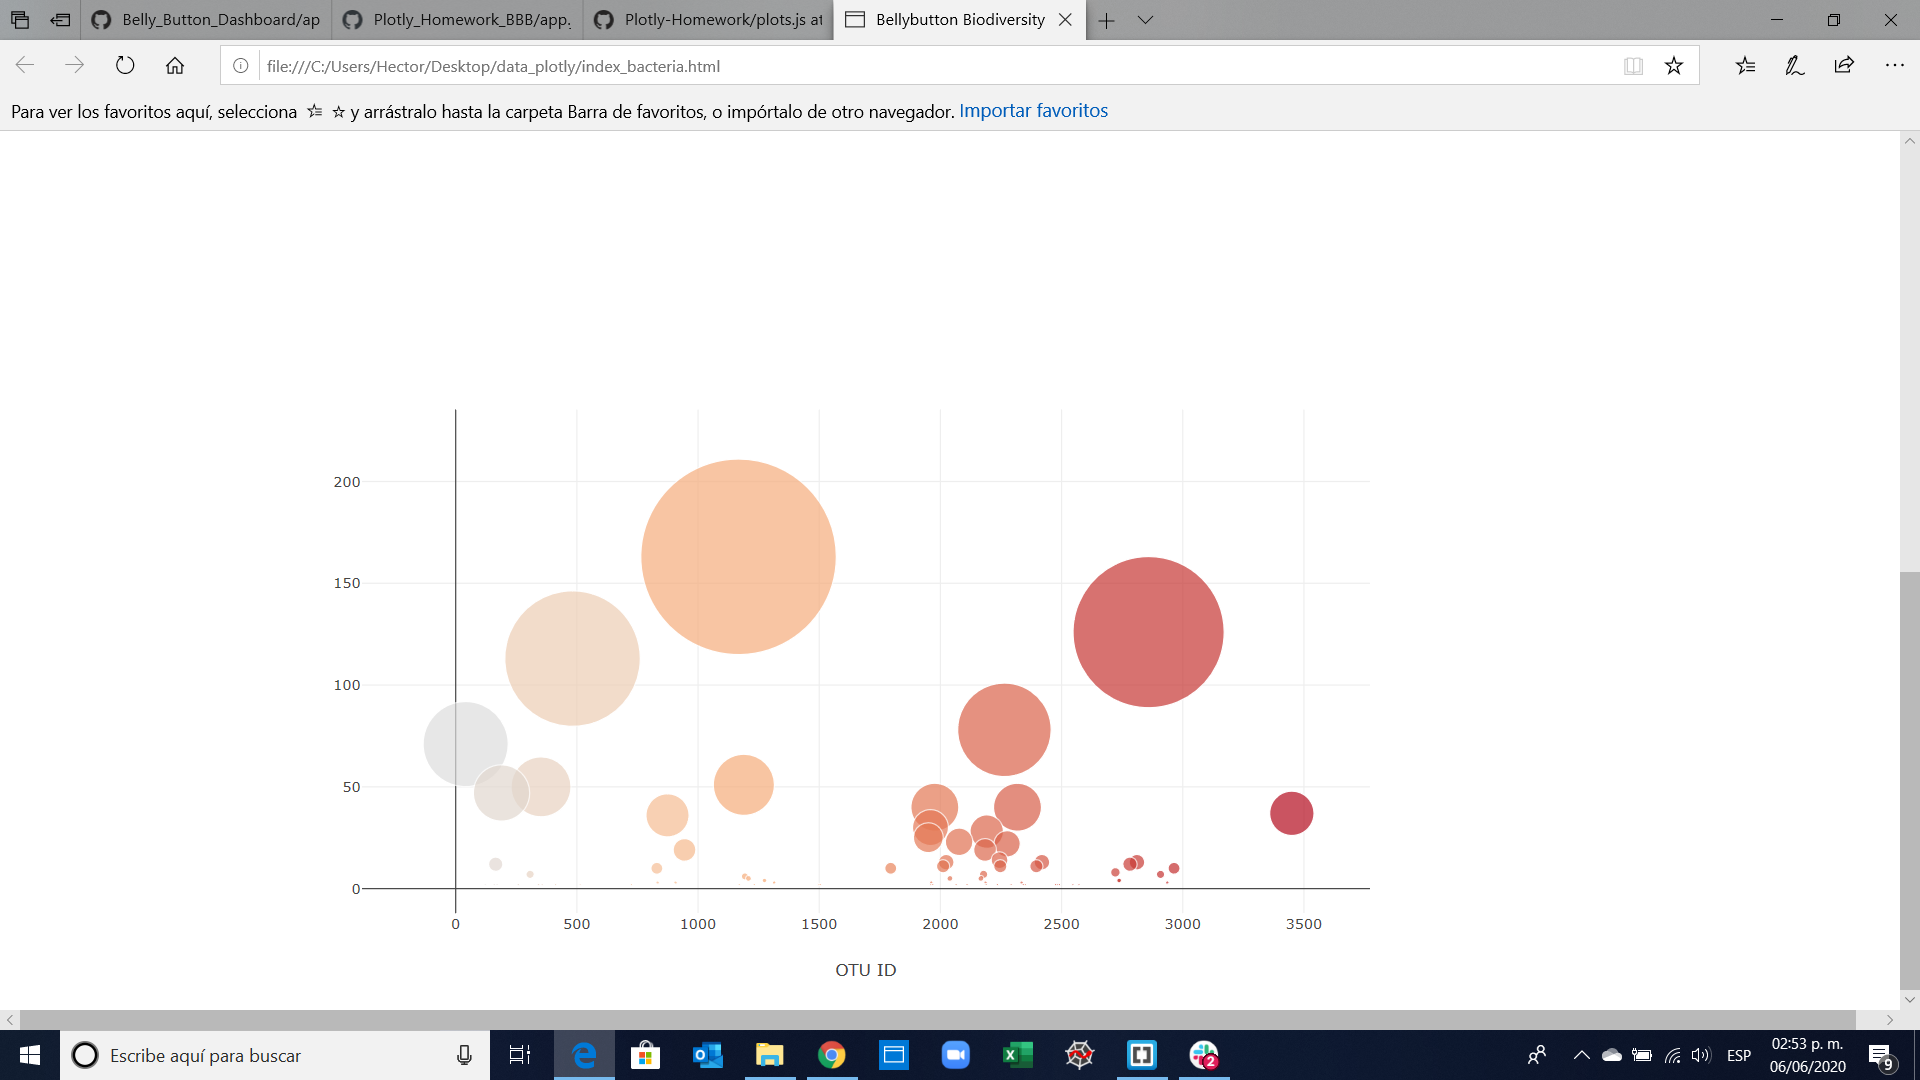 Belly_Button_Dashboard/ap
Plotly_Homework_BBB/app.
Plotly-Homework/plots.js at
Bellybutton Biodiversity
file:///C:/Users/Hector/Desktop/data_plotly/index_bacteria.html
Para ver los favoritos aquí, selecciona y arrástralo hasta la carpeta Barra de favoritos, o impórtalo de otro navegador. Importar favoritos
200
150
100
50
0
0 500 1000 1500 2000 2500 3000 3500
OTU ID
Escribe aquí para buscar
2
ESP
02:53 p. m.
06/06/2020
9